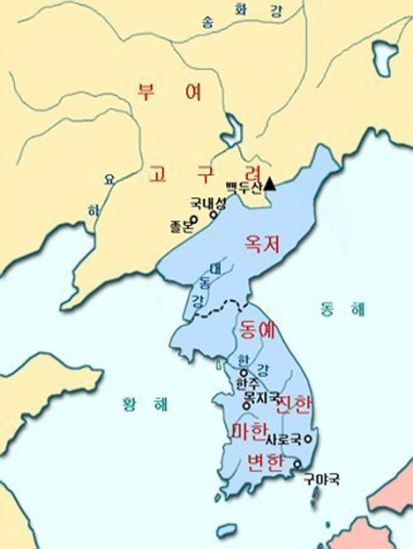 송 화 강
부 여
고 구 려
백두산
요
하
국내성
졸본
옥저
대
동
강
동 해
동예
한
강
한주
황 해
목지국
진한
마한
사로국
변한
구야국